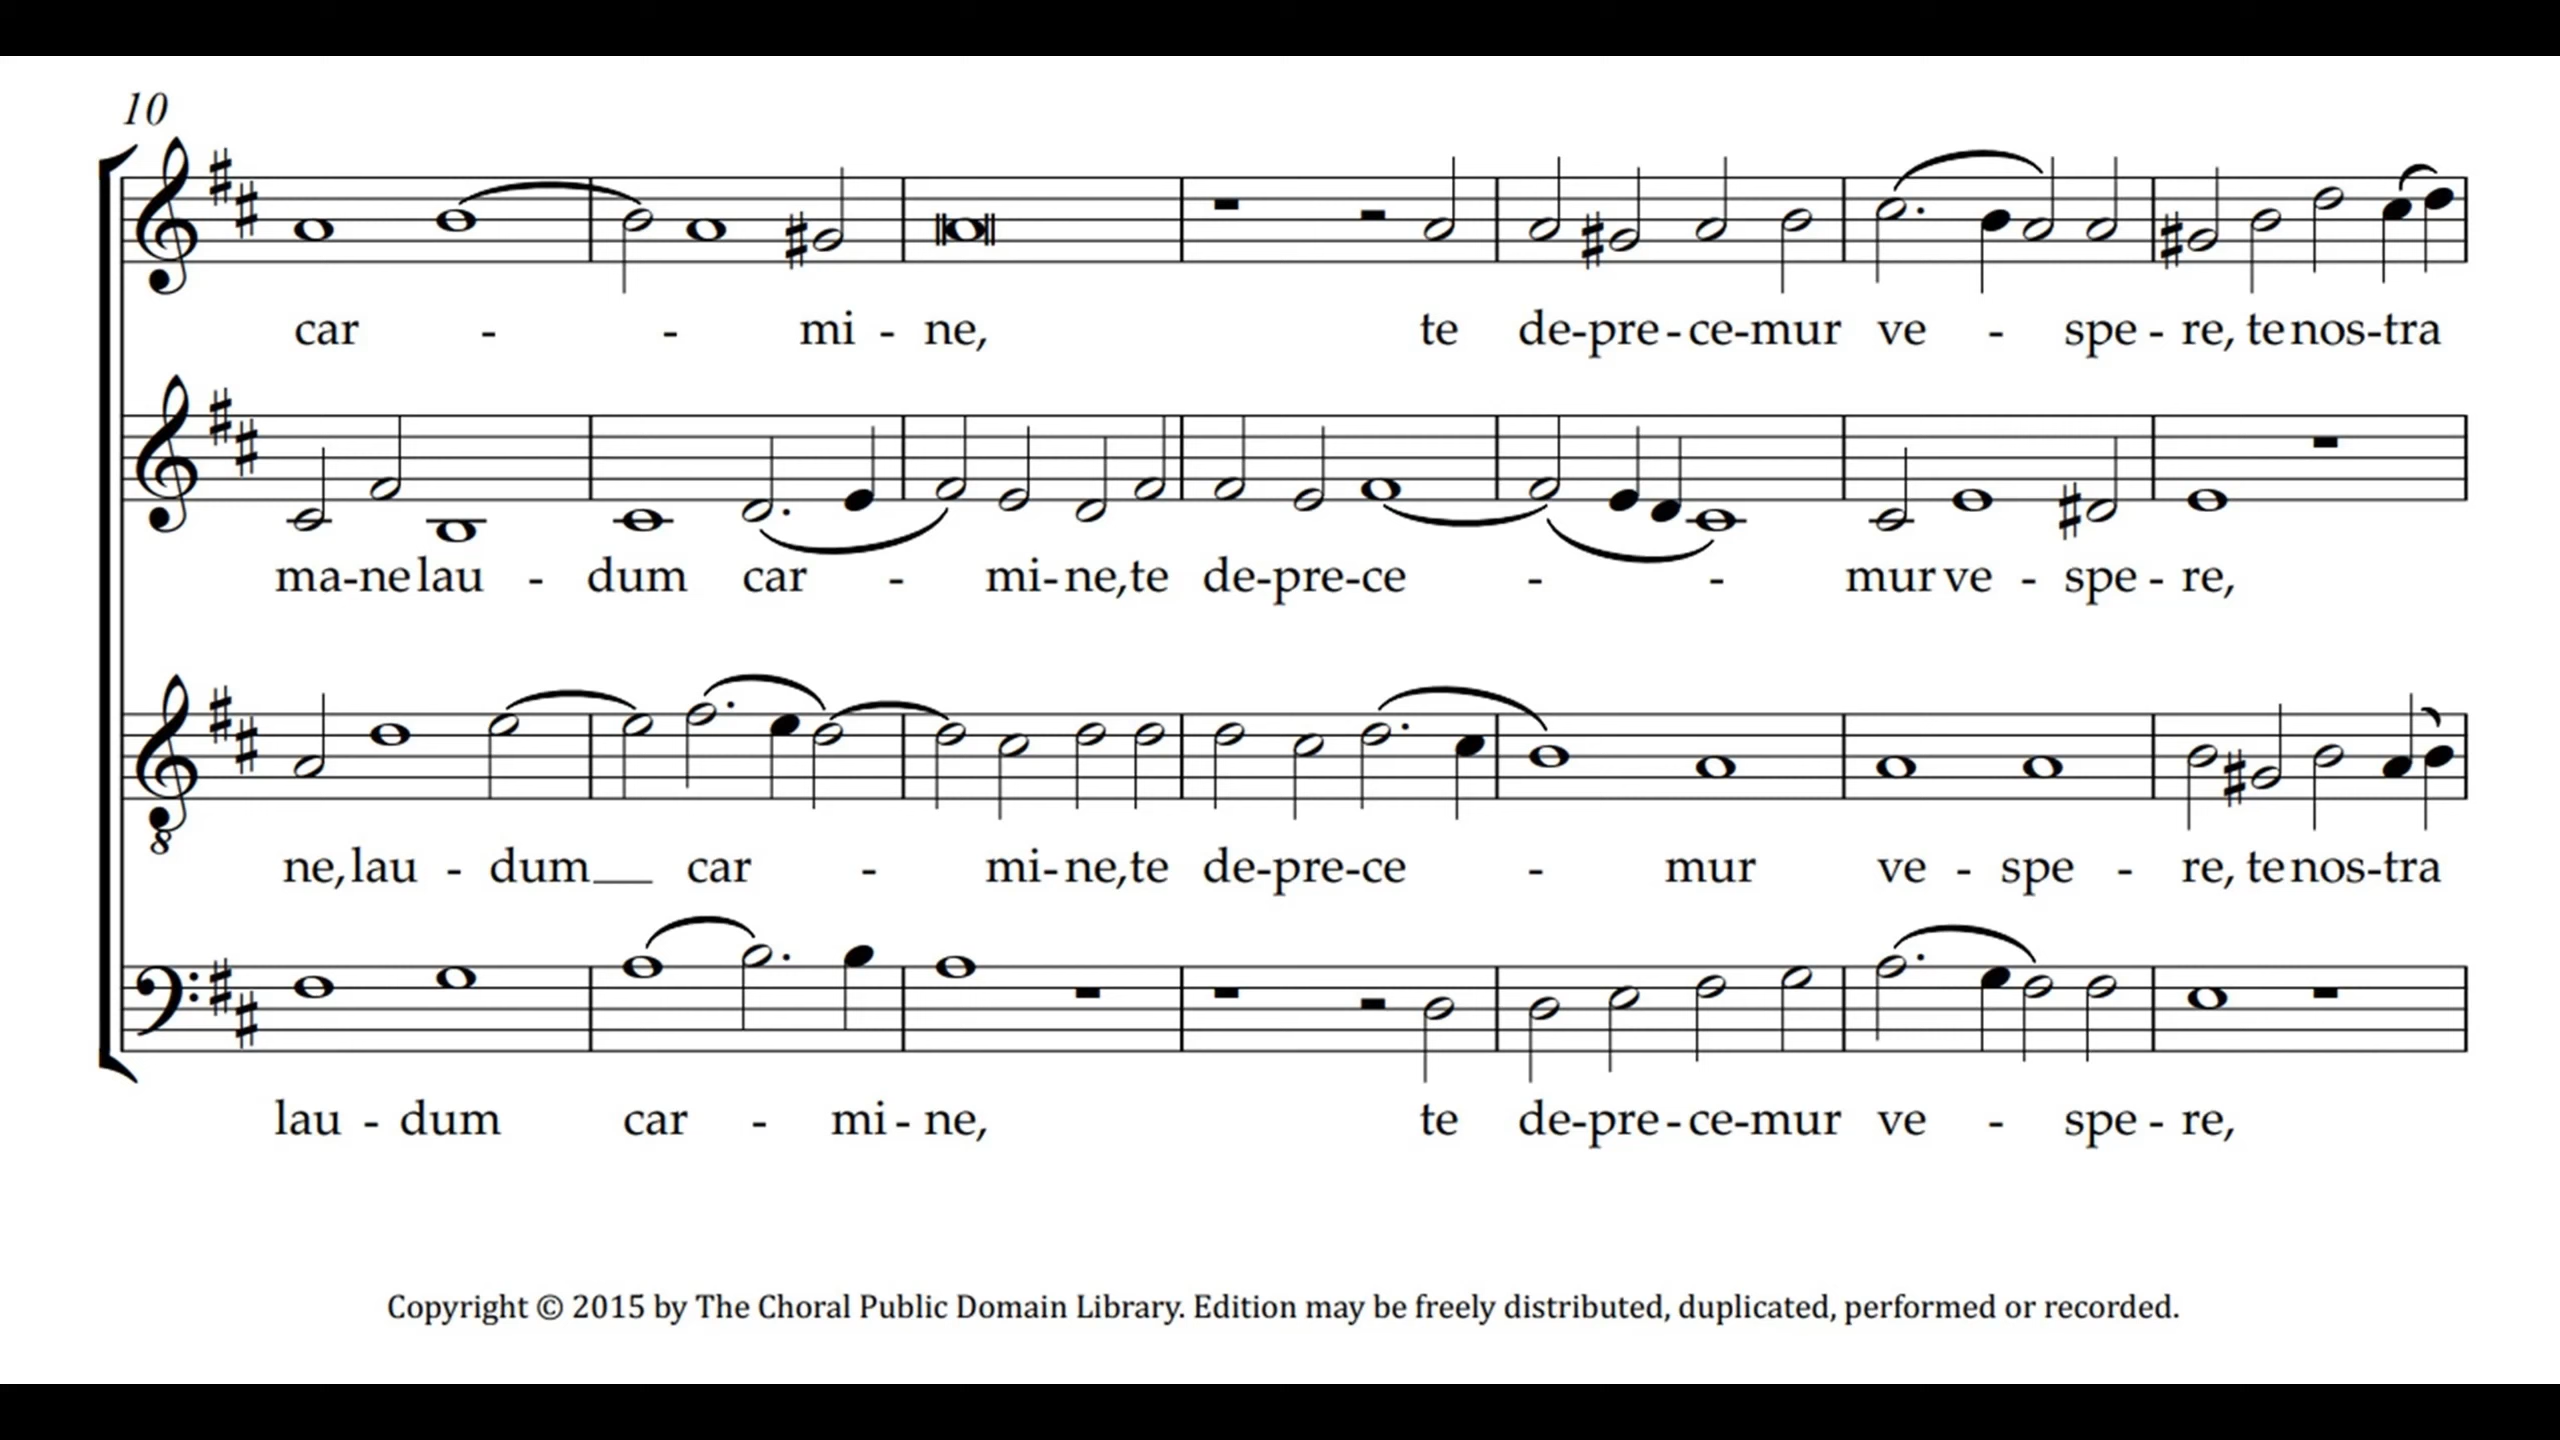 10
car - - mi - ne, te de-pre-ce-mur ve - spe - re, te nos-tra
ma-ne lau - dum car - mi-ne, te de-pre-ce - - mur ve - spe - re,
8
ne, lau - dum__ car - mi-ne, te de-pre-ce - mur ve - spe - re, te nos-tra
lau - dum car - mi - ne, te de-pre-ce-mur ve - spe - re,
Copyright © 2015 by The Choral Public Domain Library. Edition may be freely distributed, duplicated, performed or recorded.